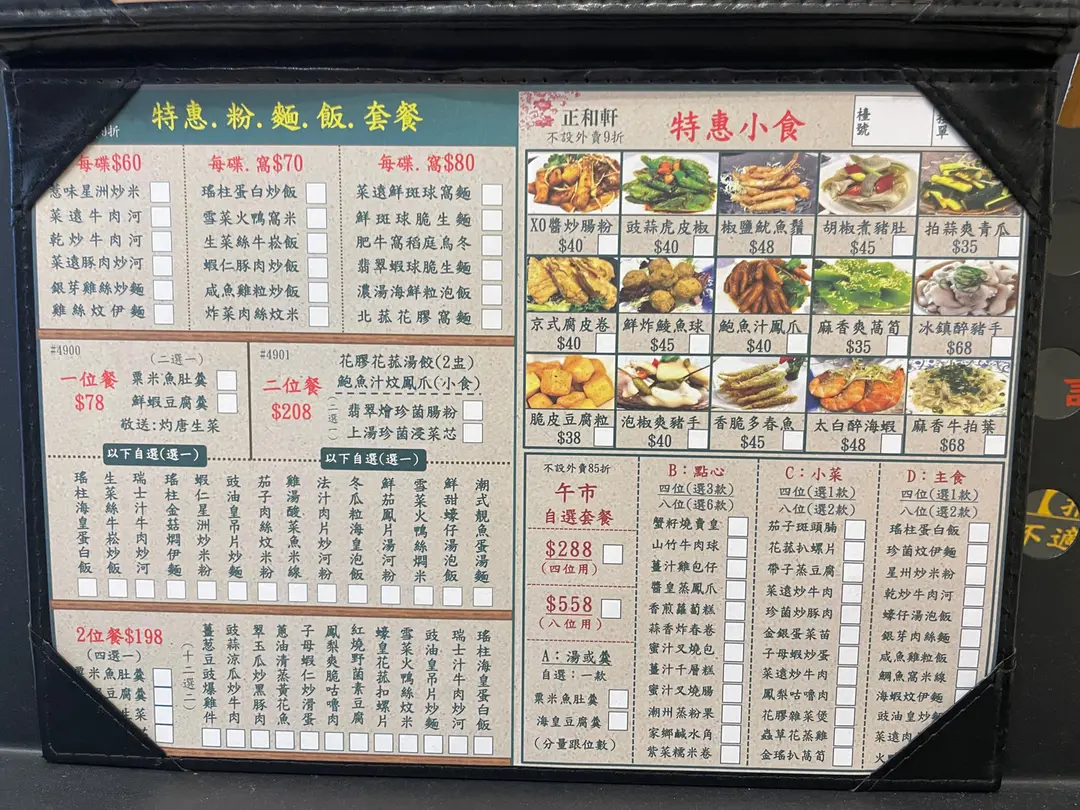 特惠.粉.麵.飯.套餐
折
每碟$60
味星洲炒米
菜遠牛肉河
乾炒牛肉河
菜遠豚肉炒河
銀芽雞絲炒麵
雞絲炆伊麵
每碟.窩$70
瑤柱蛋白炒飯
雪菜火鴨窩米
生菜絲牛崧飯
蝦仁豚肉炒飯
咸魚雞粒炒飯
炸菜肉絲炆米
每碟.窩$80
菜遠鮮斑球窩麵
鮮斑球脆生麵
肥牛窩稻庭烏冬
翡翠蝦球脆生麵
濃湯海鮮粒泡飯
北菰花膠窩麵
#4900
(二選一)
一位餐
$78
粟米魚肚羹
鮮蝦豆腐羹
敬送:灼唐生菜
#4901
二位餐
$208
花膠花菰湯餃(2盅)
鮑魚汁炆鳳爪(小食)
(二選一)
翡翠燴珍菌腸粉
上湯珍菌浸菜芯
以下自選(選一)
以下自選(選一)
瑤柱海皇蛋白飯
生菜絲牛崧炒飯
瑞士汁牛肉炒河
瑤柱金菇燜伊麵
蝦仁星洲炒米粉
豉油皇吊片炒麵
茄子肉絲炆米粉
雞湯酸菜魚米線
法汁肉片炒河粉
冬瓜粒海皇泡飯
鮮茄鳳片湯河粉
雪菜火鴨絲燜米
鮮甜蠔仔湯泡飯
潮式靚魚蛋湯麵
2位餐$198
(四選一)
米魚肚羹
豆腐羹
生菜
(十二選二)
薑葱豆豉爆雞件
豉蒜涼瓜炒牛肉
翠玉瓜炒黑豚肉
蔥油清蒸黃花魚
子母蝦仁炒滑蛋
鳳梨爽脆咕嚕肉
紅燒野菌素豆腐
蠔皇花菰扣螺片
雪菜火鴨絲炆米
豉油皇吊片炒麵
瑞士汁牛肉炒河
瑤柱海皇蛋白飯
正和軒
不設外賣9折
特惠小食
檯號
單
XO醬炒腸粉
$40
豉蒜虎皮椒
$40
椒鹽魷魚鬚
$48
胡椒煮豬肚
$45
拍蒜爽青瓜
$35
京式腐皮卷
$40
鮮炸鯪魚球
$45
鮑魚汁鳳爪
$40
麻香爽萵筍
$35
冰鎮醉豬手
$68
脆皮豆腐粒
$38
泡椒爽豬手
$40
香脆多春魚
$45
太白醉海蝦
$48
麻香牛拍葉
$68
不設外賣85折
午市
自選套餐
$288
(四位用)
$558
(八位用)
A:湯或羹
自選:一款
粟米魚肚羹
海皇豆腐羹
(分量跟位數)
B:點心
四位(選3款)
八位(選6款)
蟹籽燒賣皇
山竹牛肉球
薑汁雞包仔
醬皇蒸鳳爪
香煎蘿蔔糕
蒜香炸春卷
蜜汁叉燒包
薑汁千層糕
蜜汁叉燒腸
潮州蒸粉果
家鄉鹹水角
紫菜糯米卷
C:小菜
四位(選1款)
八位(選2款)
茄子斑頭腩
花菰扒螺片
帶子蒸豆腐
菜遠炒牛肉
珍菌炒豚肉
金銀蛋菜苗
子母蝦炒蛋
菜遠炒牛肉
鳳梨咕嚕肉
花膠雜菜煲
蟲草花蒸雞
金瑤扒萵筍
D:主食
四位(選1款)
八位(選2款)
瑤柱蛋白飯
珍菌炆伊麵
星洲炒米粉
乾炒牛肉河
蠔仔湯泡飯
銀芽肉絲麵
咸魚雞粒飯
鯛魚窩米線
海蝦炆伊麵
豉油皇炒麵
菜遠肉
火
不適